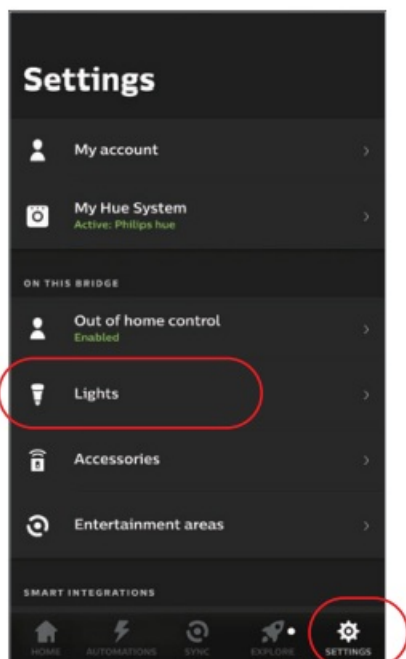 Settings
My account
My Hue System
Active: Philips hue
ON THIS BRIDGE
Out of home control
Enabled
Lights
Accessories
Entertainment areas
SMART INTEGRATIONS
HOME AUTOMATIONS SYNC EXPLORE SETTINGS